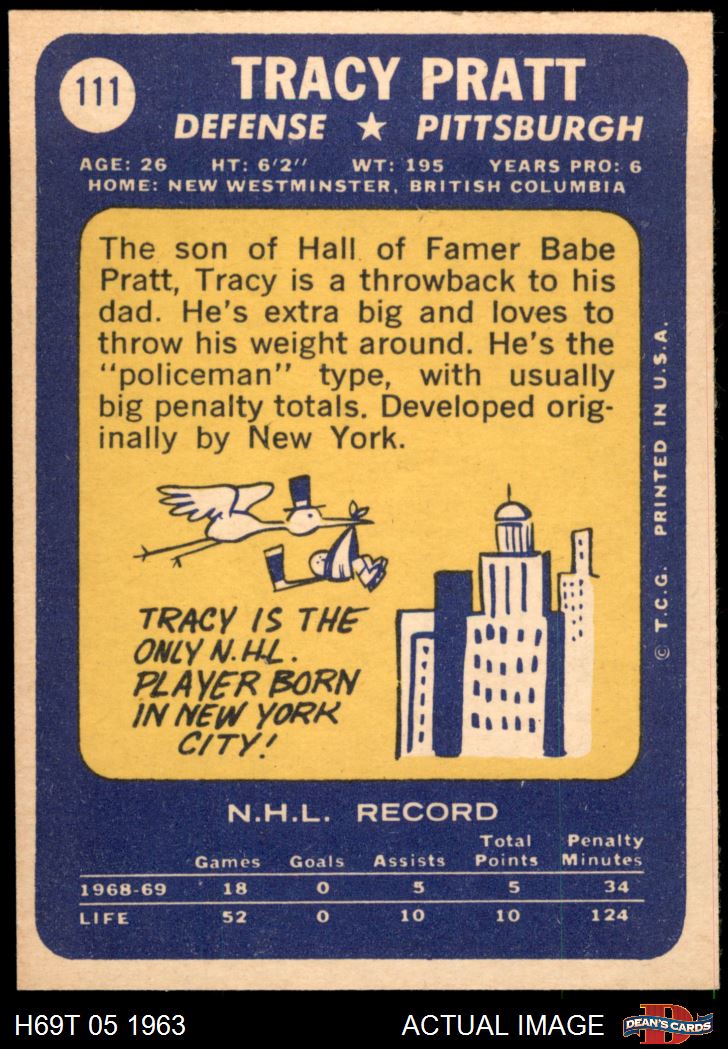 111
TRACY PRATT
DEFENSE ★ PITTSBURGH
AGE: 26 HT: 6'2" WT: 195 YEARS PRO: 6
HOME: NEW WESTMINSTER, BRITISH COLUMBIA
The son of Hall of Famer Babe
Pratt, Tracy is a throwback to his
dad. He's extra big and loves to
throw his weight around. He's the
"policeman" type, with usually
big penalty totals. Developed orig-
inally by New York.
TRACY IS THE
ONLY N.H.L.
PLAYER BORN
IN NEW YORK
CITY!
© T.C.G. PRINTED IN U.S.A.
N.H.L. RECORD
Games Goals Assists Total Points Penalty Minutes
1968-69 18 0 5 5 34
LIFE 52 0 10 10 124
H69T 05 1963 ACTUAL IMAGE
D
DEAN'S CARDS